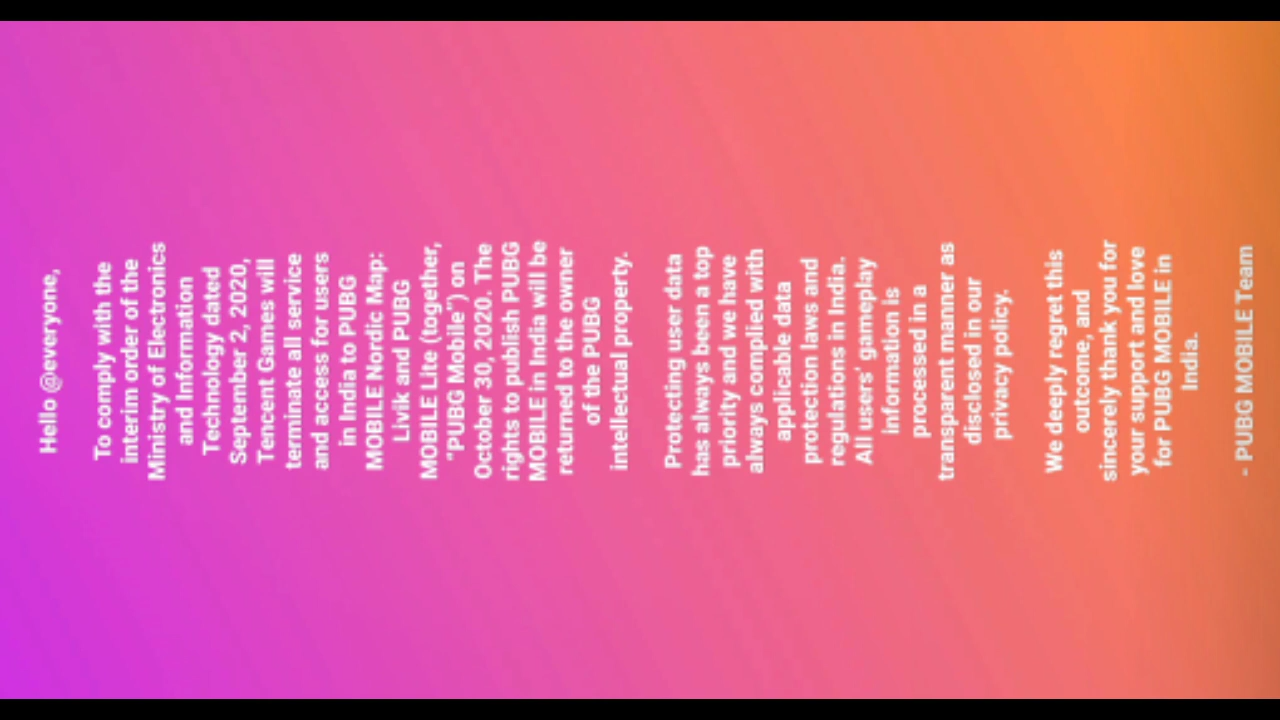 Hello @everyone,
To comply with the
interim order of the
Ministry of Electronics
and Information
Technology dated
September 2, 2020,
Tencent Games will
terminate all service
and access for users
in India to PUBG
MOBILE Nordic Map:
Livik and PUBG
MOBILE Lite (together,
"PUBG Mobile") on
October 30, 2020. The
rights to publish PUBG
MOBILE in India will be
returned to the owner
of the PUBG
intellectual property.
Protecting user data
has always been a top
priority and we have
always complied with
applicable data
protection laws and
regulations in India.
All users' gameplay
information is
processed in a
transparent manner as
disclosed in our
privacy policy.
We deeply regret this
outcome, and
sincerely thank you for
your support and love
for PUBG MOBILE in
India.
- PUBG MOBILE Team